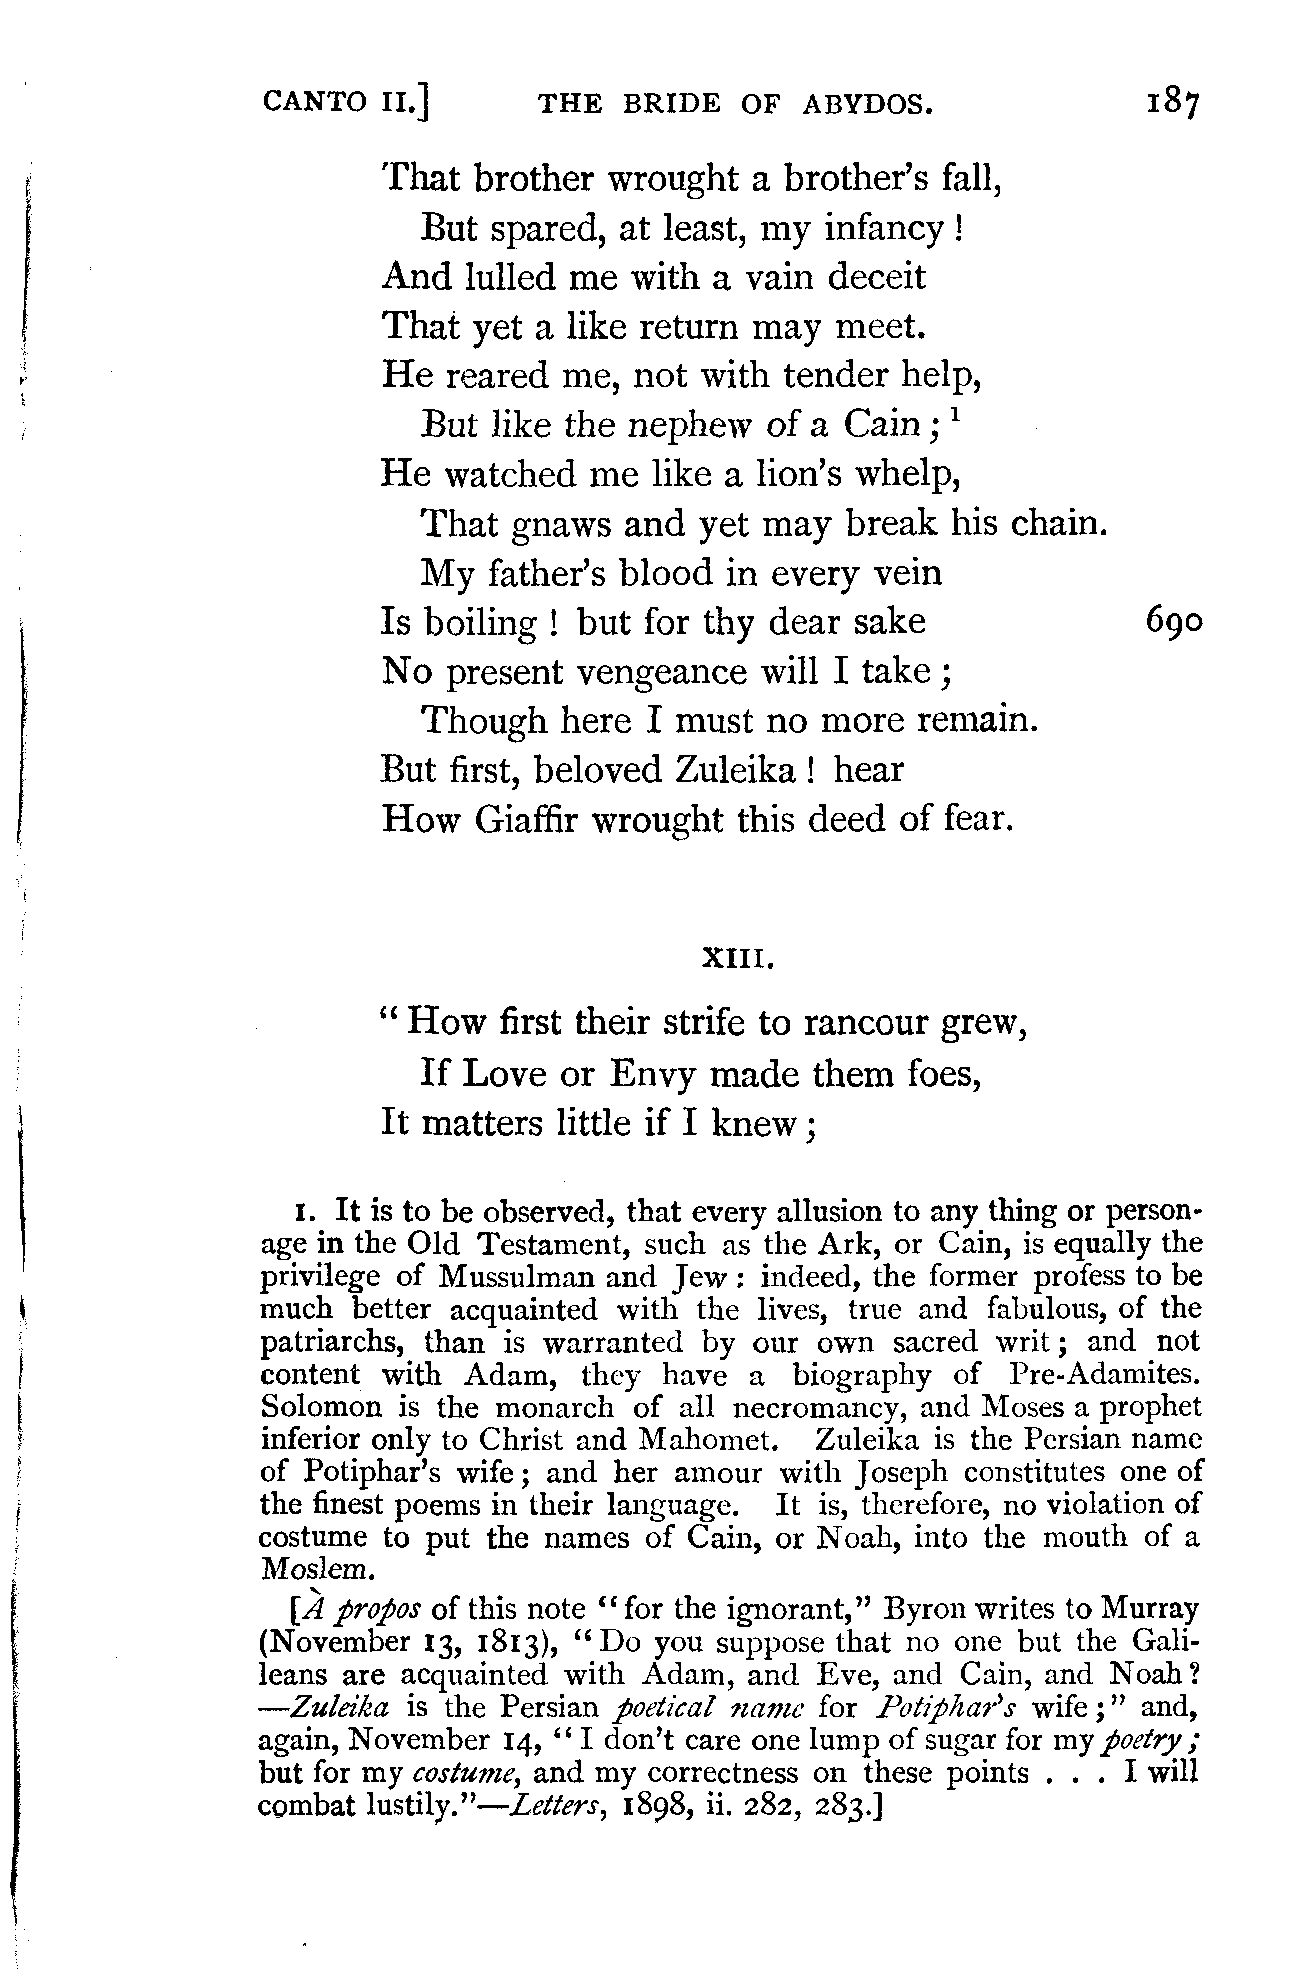 CANTO II.] THE BRIDE OF ABYDOS. 187
That brother wrought a brother's fall,
But spared, at least, my infancy !
And lulled me with a vain deceit
That yet a like return may meet.
He reared me, not with tender help,
But like the nephew of a Cain ; 1
He watched me like a lion's whelp,
That gnaws and yet may break his chain.
My father's blood in every vein
Is boiling ! but for thy dear sake 690
No present vengeance will I take ;
Though here I must no more remain.
But first, beloved Zuleika ! hear
How Giaffir wrought this deed of fear.
XIII.
" How first their strife to rancour grew,
If Love or Envy made them foes,
It matters little if I knew ;
1. It is to be observed, that every allusion to any thing or person-
age in the Old Testament, such as the Ark, or Cain, is equally the
privilege of Mussulman and Jew : indeed, the former profess to be
much better acquainted with the lives, true and fabulous, of the
patriarchs, than is warranted by our own sacred writ ; and not
content with Adam, they have a biography of Pre-Adamites.
Solomon is the monarch of all necromancy, and Moses a prophet
inferior only to Christ and Mahomet. Zuleika is the Persian name
of Potiphar's wife ; and her amour with Joseph constitutes one of
the finest poems in their language. It is, therefore, no violation of
costume to put the names of Cain, or Noah, into the mouth of a
Moslem.
[À propos of this note "for the ignorant," Byron writes to Murray
(November 13, 1813), "Do you suppose that no one but the Gali-
leans are acquainted with Adam, and Eve, and Cain, and Noah ?
—Zuleika is the Persian poetical name for Potiphar's wife ;" and,
again, November 14, "I don't care one lump of sugar for my poetry ;
but for my costume, and my correctness on these points . . . I will
combat lustily."—Letters, 1898, ii. 282, 283.]